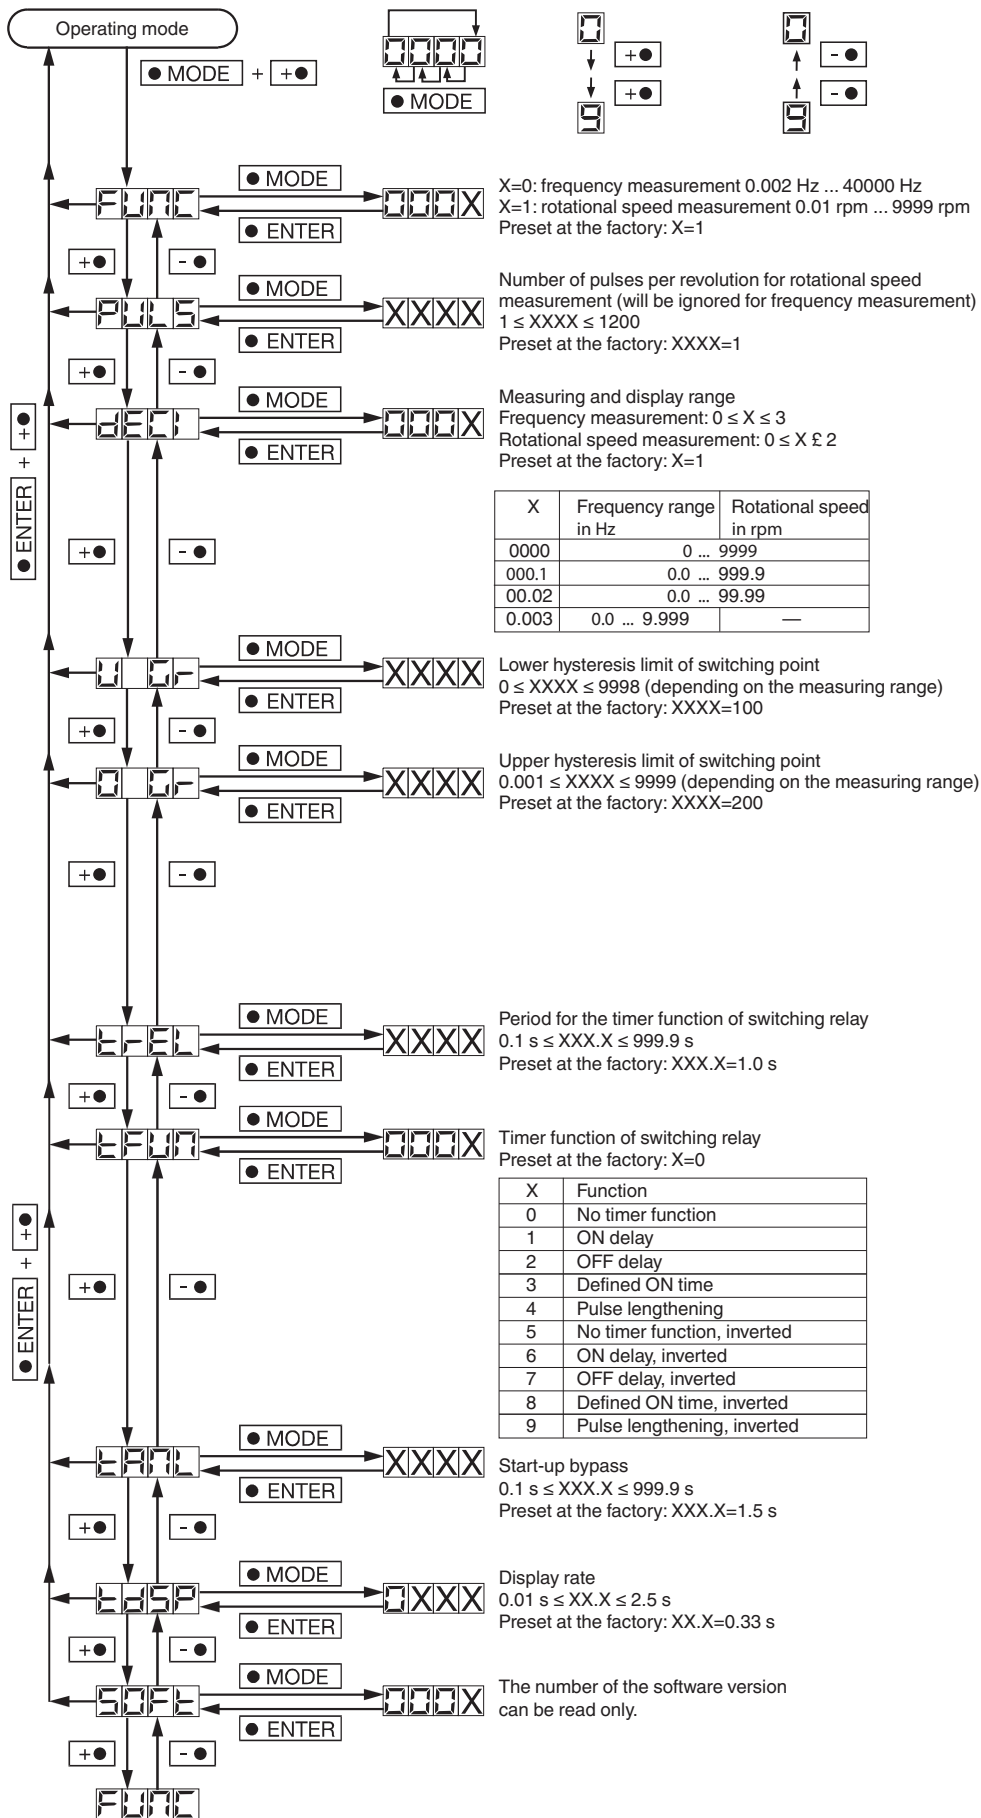 Operating mode
● MODE + +●
0000
● MODE
0
+●
+●
9
0
- ●
- ●
9
FUNC
● MODE
● ENTER
000X
X=0: frequency measurement 0.002 Hz ... 40000 Hz
X=1: rotational speed measurement 0.01 rpm ... 9999 rpm
Preset at the factory: X=1
+●
- ●
PULS
● MODE
● ENTER
XXXX
Number of pulses per revolution for rotational speed
measurement (will be ignored for frequency measurement)
1 ≤ XXXX ≤ 1200
Preset at the factory: XXXX=1
+●
- ●
dECi
● MODE
● ENTER
000X
Measuring and display range
Frequency measurement: 0 ≤ X ≤ 3
Rotational speed measurement: 0 ≤ X £ 2
Preset at the factory: X=1
● ENTER + +●
X Frequency range Rotational speed
in Hz in rpm
0000 0 ... 9999
000.1 0.0 ... 999.9
00.02 0.0 ... 99.99
0.003 0.0 ... 9.999 —
+●
- ●
U Gr
● MODE
● ENTER
XXXX
Lower hysteresis limit of switching point
0 ≤ XXXX ≤ 9998 (depending on the measuring range)
Preset at the factory: XXXX=100
+●
- ●
O Gr
● MODE
● ENTER
XXXX
Upper hysteresis limit of switching point
0.001 ≤ XXXX ≤ 9999 (depending on the measuring range)
Preset at the factory: XXXX=200
+●
- ●
trEL
● MODE
● ENTER
XXXX
Period for the timer function of switching relay
0.1 s ≤ XXX.X ≤ 999.9 s
Preset at the factory: XXX.X=1.0 s
+●
- ●
tFUN
● MODE
● ENTER
000X
Timer function of switching relay
Preset at the factory: X=0
X Function
0 No timer function
1 ON delay
2 OFF delay
3 Defined ON time
4 Pulse lengthening
5 No timer function, inverted
6 ON delay, inverted
7 OFF delay, inverted
8 Defined ON time, inverted
9 Pulse lengthening, inverted
● ENTER + +●
+●
- ●
tANL
● MODE
● ENTER
XXXX
Start-up bypass
0.1 s ≤ XXX.X ≤ 999.9 s
Preset at the factory: XXX.X=1.5 s
+●
- ●
tdSP
● MODE
● ENTER
0XXX
Display rate
0.01 s ≤ XX.X ≤ 2.5 s
Preset at the factory: XX.X=0.33 s
+●
- ●
SOFt
● MODE
● ENTER
000X
The number of the software version
can be read only.
+●
- ●
FUNC